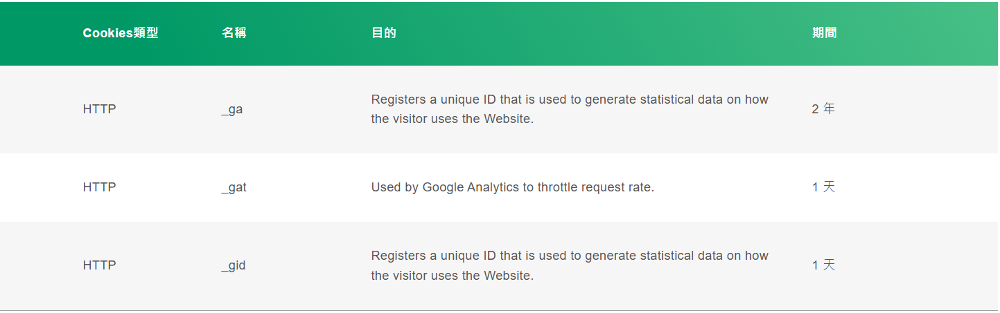 Cookies類型 名稱 目的 期間
HTTP _ga Registers a unique ID that is used to generate statistical data on how the visitor uses the Website. 2 年
HTTP _gat Used by Google Analytics to throttle request rate. 1 天
HTTP _gid Registers a unique ID that is used to generate statistical data on how the visitor uses the Website. 1 天